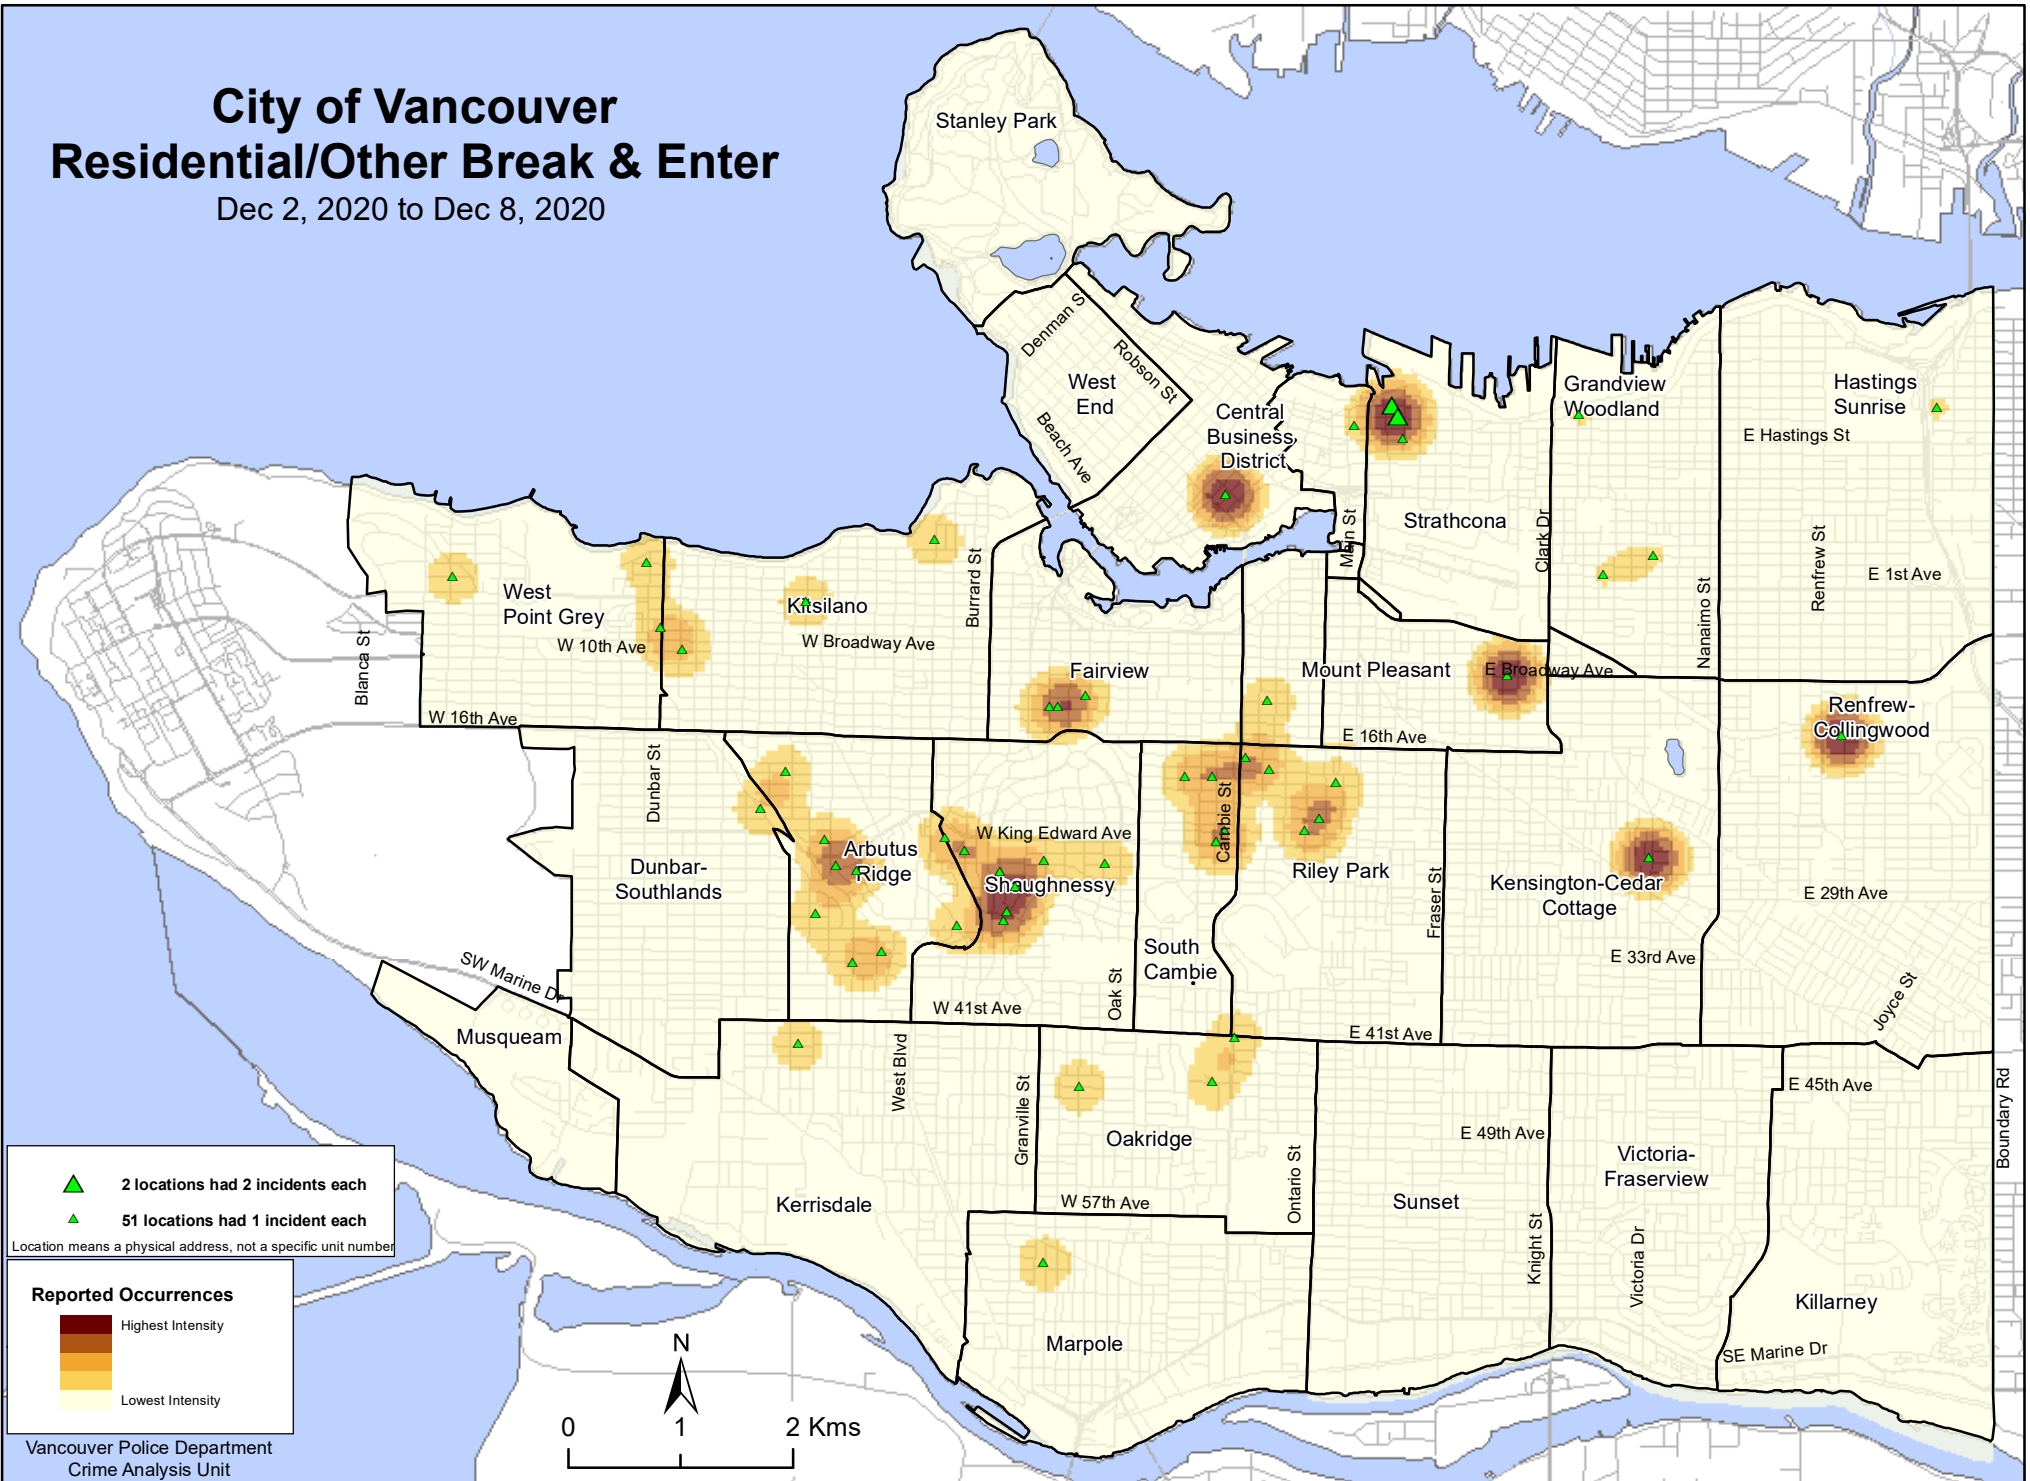 City of Vancouver
Residential/Other Break & Enter
Dec 2, 2020 to Dec 8, 2020
Stanley Park
Denman S
Robson St
West
End
Beach Ave
Central
Business
District
Grandview
Woodland
Hastings
Sunrise
E Hastings St
Strathcona
Main St
Clark Dr
Nanaimo St
Renfrew St
E 1st Ave
West
Point Grey
Kitsilano
Burrard St
W 10th Ave
W Broadway Ave
Blanca St
W 16th Ave
Fairview
Mount Pleasant
E Broadway Ave
E 16th Ave
Renfrew-
Collingwood
Dunbar St
Dunbar-
Southlands
Arbutus
Ridge
W King Edward Ave
Shaughnessy
Cambie St
Riley Park
Fraser St
Kensington-Cedar
Cottage
E 29th Ave
E 33rd Ave
South
Cambie
Oak St
Joyce St
SW Marine Dr
W 41st Ave
E 41st Ave
Musqueam
West Blvd
Granville St
Oakridge
Ontario St
E 49th Ave
E 45th Ave
Boundary Rd
Victoria-
Fraserview
Kerrisdale
W 57th Ave
Sunset
Knight St
Victoria Dr
Killarney
Marpole
SE Marine Dr
2 locations had 2 incidents each
51 locations had 1 incident each
Location means a physical address, not a specific unit number
Reported Occurrences
Highest Intensity
Lowest Intensity
Vancouver Police Department
Crime Analysis Unit
N
0 1 2 Kms